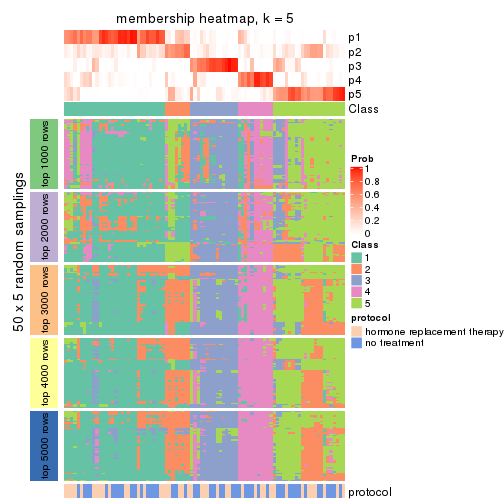 membership heatmap, k = 5
p1
p2
p3
p4
p5
Class
50 x 5 random samplings
top 1000 rows
top 2000 rows
top 3000 rows
top 4000 rows
top 5000 rows
protocol
Prob
1
0.8
0.6
0.4
0.2
0
Class
1
2
3
4
5
protocol
hormone replacement therapy
no treatment